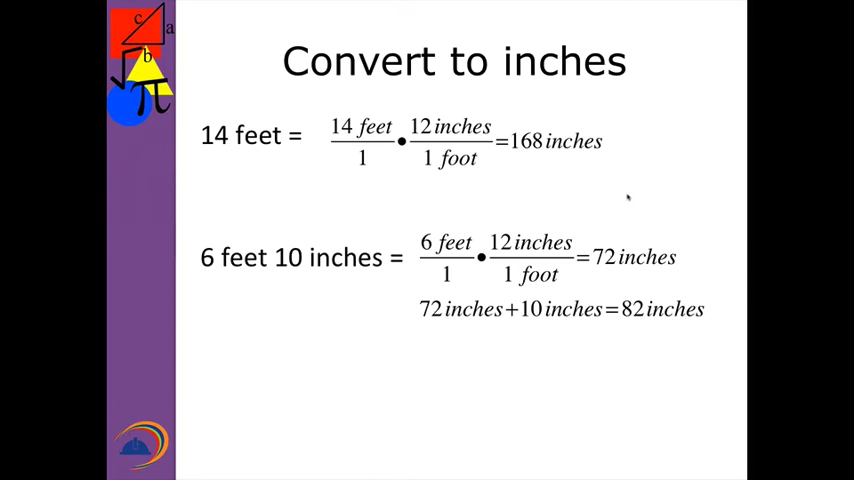 c
a
b
√
π
Convert to inches
14 feet = 14 feet/1 • 12 inches/1 foot = 168 inches
6 feet 10 inches = 6 feet/1 • 12 inches/1 foot = 72 inches
72 inches + 10 inches = 82 inches